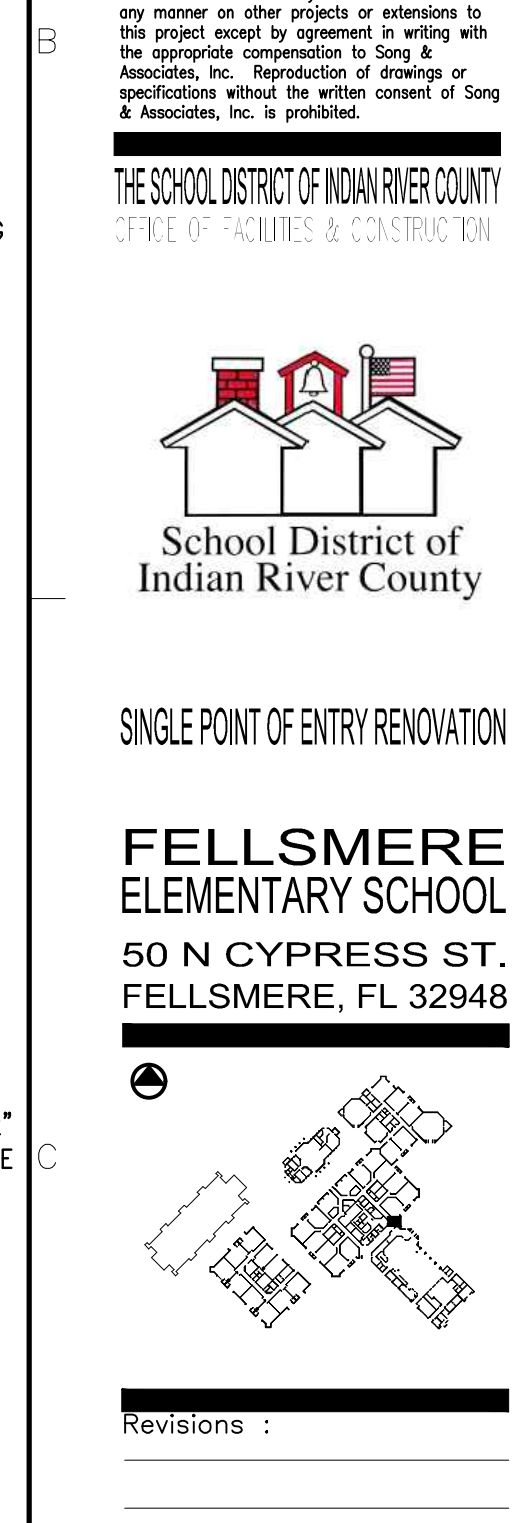 any manner on other projects or extensions to
this project except by agreement in writing with
the appropriate compensation to Song &
Associates, Inc. Reproduction of drawings or
specifications without the written consent of Song
& Associates, Inc. is prohibited.
B
THE SCHOOL DISTRICT OF INDIAN RIVER COUNTY
OFFICE OF FACILITIES & CONSTRUCTION
School District of
Indian River County
SINGLE POINT OF ENTRY RENOVATION
FELLSMERE
ELEMENTARY SCHOOL
50 N CYPRESS ST.
FELLSMERE, FL 32948
E C
Revisions :